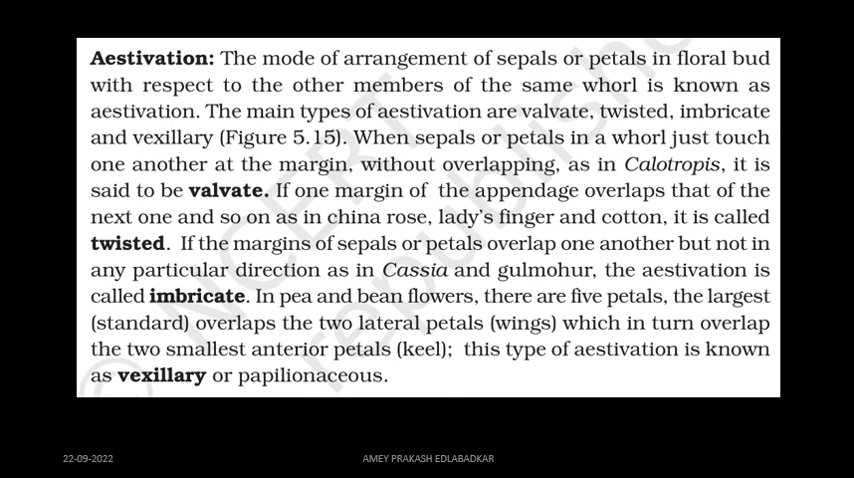 Aestivation: The mode of arrangement of sepals or petals in floral bud
with respect to the other members of the same whorl is known as
aestivation. The main types of aestivation are valvate, twisted, imbricate
and vexillary (Figure 5.15). When sepals or petals in a whorl just touch
one another at the margin, without overlapping, as in Calotropis, it is
said to be valvate. If one margin of the appendage overlaps that of the
next one and so on as in china rose, lady's finger and cotton, it is called
twisted. If the margins of sepals or petals overlap one another but not in
any particular direction as in Cassia and gulmohur, the aestivation is
called imbricate. In pea and bean flowers, there are five petals, the largest
(standard) overlaps the two lateral petals (wings) which in turn overlap
the two smallest anterior petals (keel); this type of aestivation is known
as vexillary or papilionaceous.
© NCERT
republishe
22-09-2022
AMEY PRAKASH EDLABADKAR